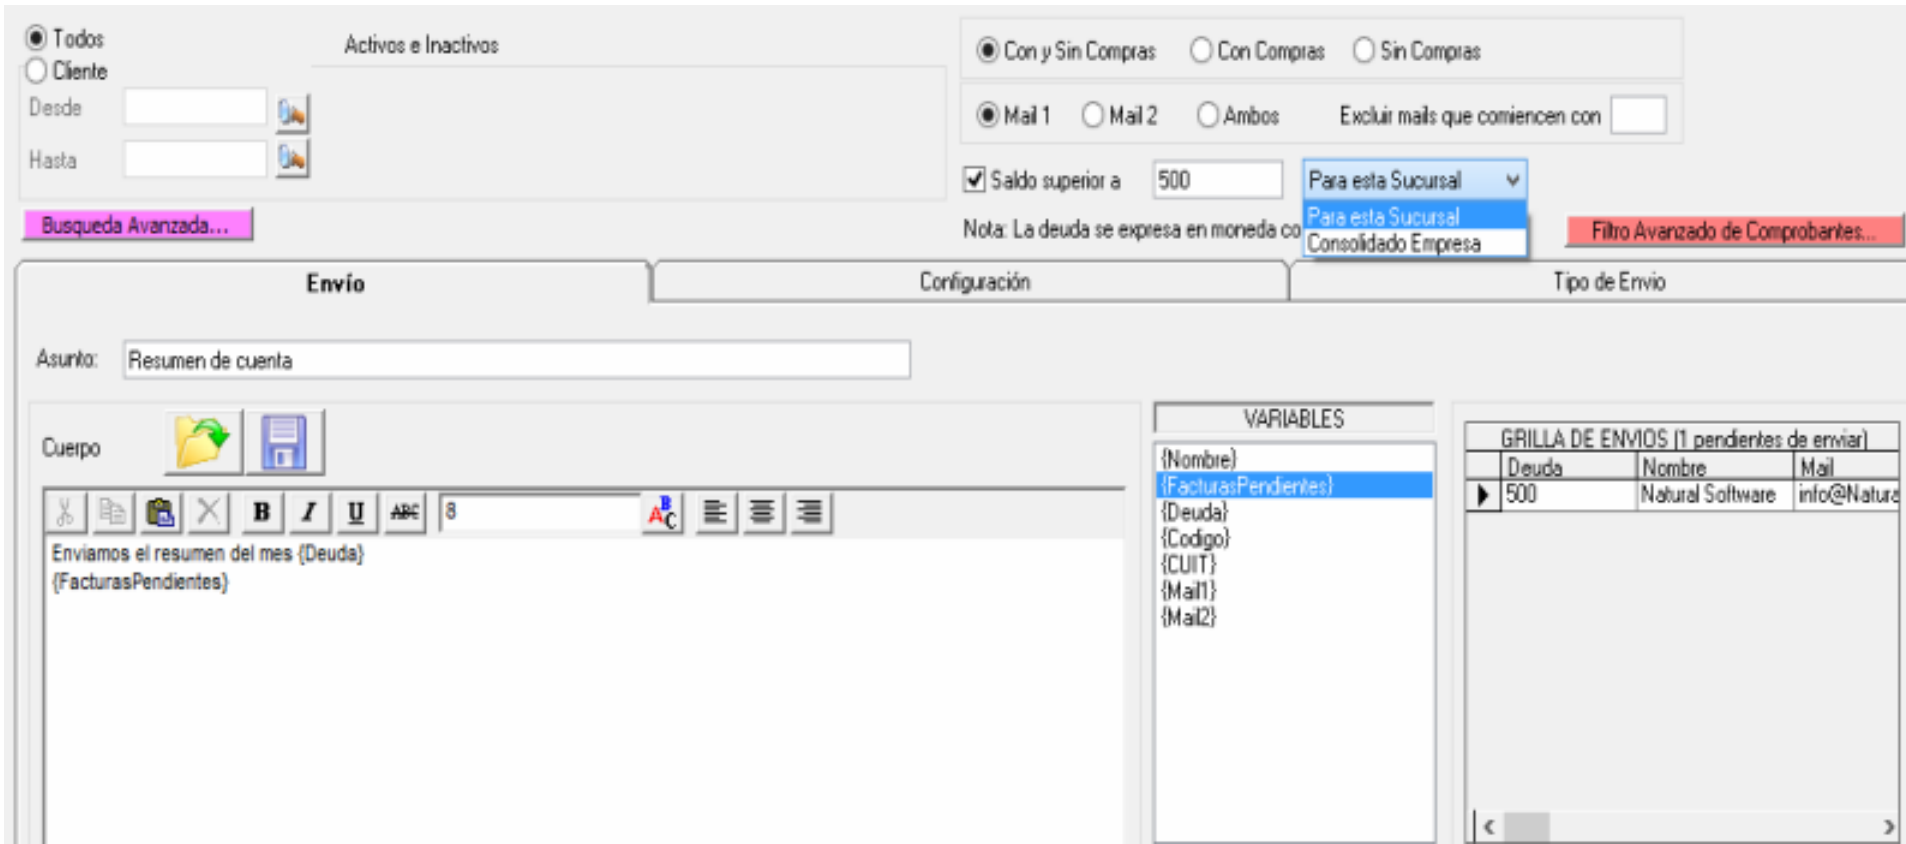 Todos
Activos e Inactivos
Cliente
Desde
Hasta
Busqueda Avanzada...
Con y Sin Compras Con Compras Sin Compras
Mail 1 Mail 2 Ambos Excluir mails que comiencen con
Saldo superior a 500 Para esta Sucursal
Para esta Sucursal
Consolidado Empresa
Nota: La deuda se expresa en moneda co
Filtro Avanzado de Comprobantes...
Envío Configuración Tipo de Envio
Asunto: Resumen de cuenta
Cuerpo
B I U ABC 8 A B C
Enviamos el resumen del mes {Deuda}
{FacturasPendientes}
VARIABLES
{Nombre}
{FacturasPendientes}
{Deuda}
{Codigo}
{CUIT}
{Mail1}
{Mail2}
GRILLA DE ENVIOS (1 pendientes de enviar)
Deuda Nombre Mail
500 Natural Software info@Natura